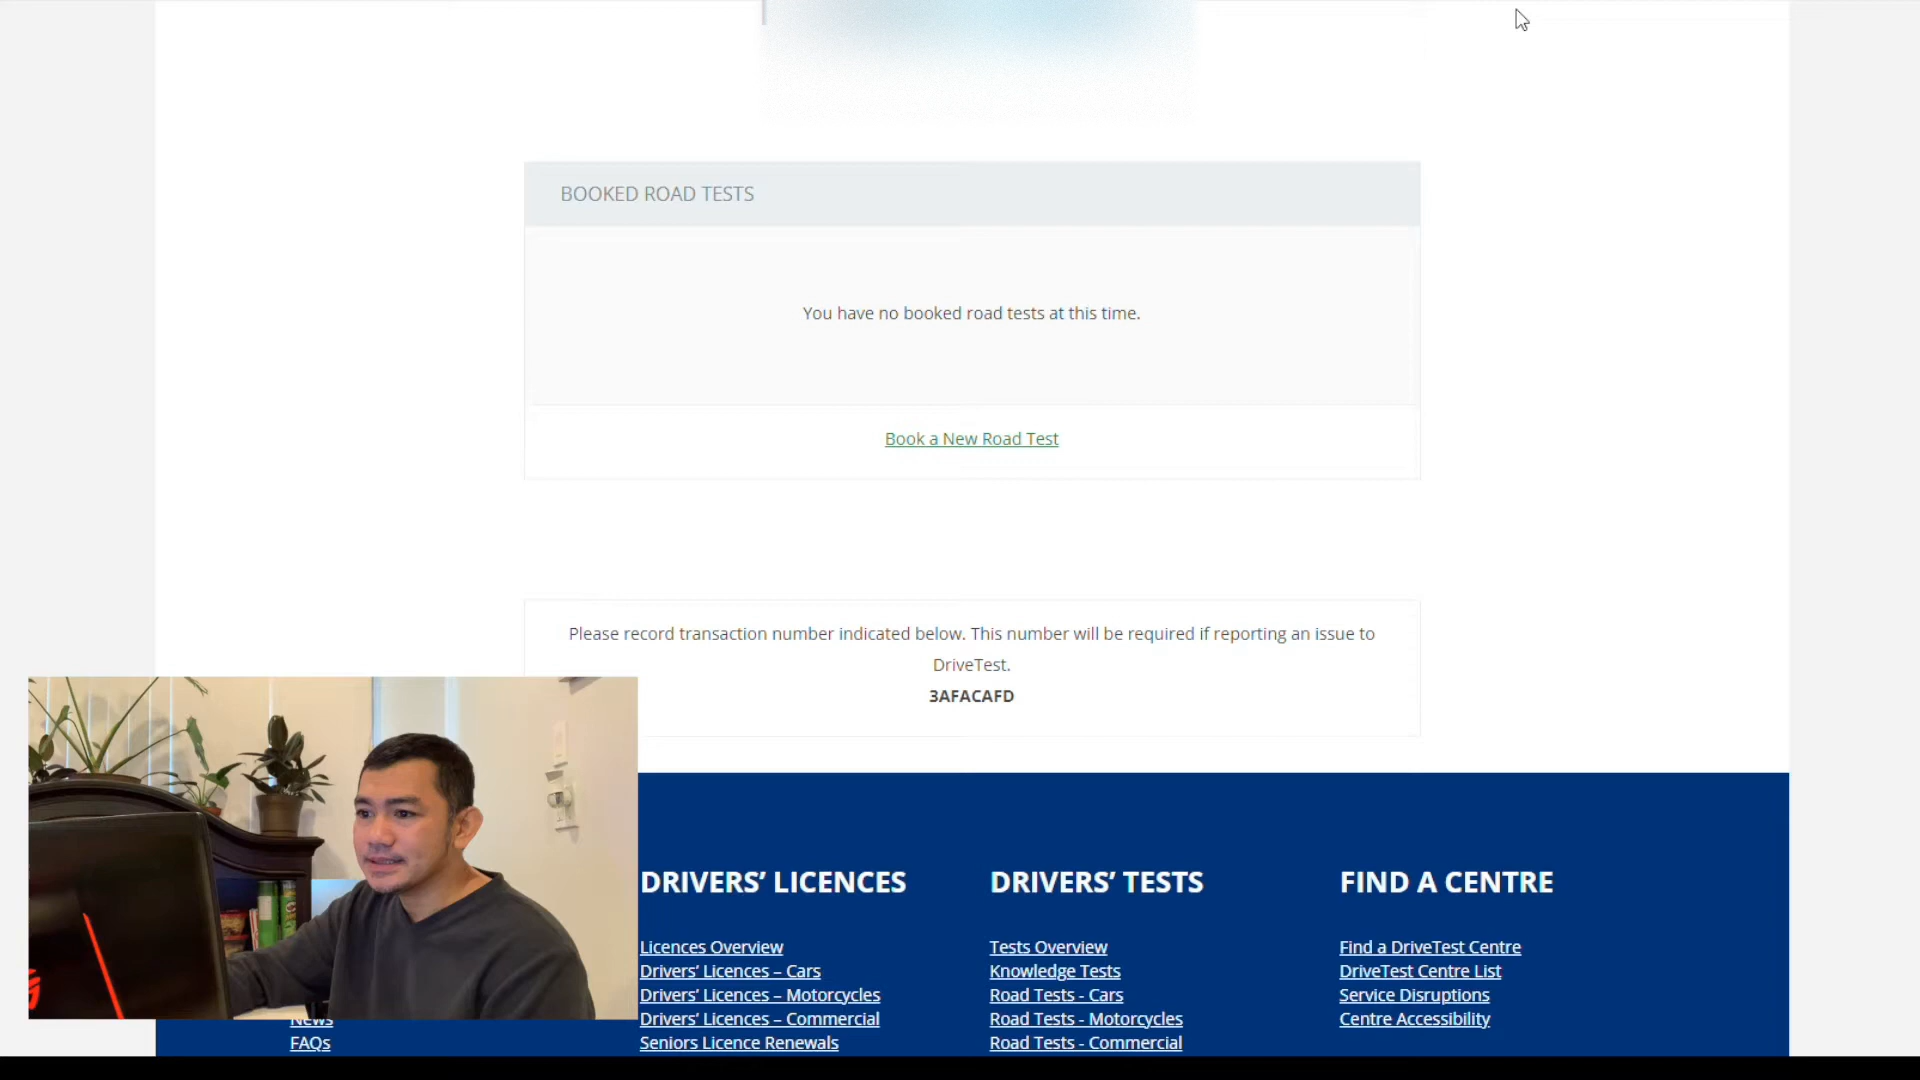 BOOKED ROAD TESTS
You have no booked road tests at this time.
Book a New Road Test
Please record transaction number indicated below. This number will be required if reporting an issue to
DriveTest.
3AFACAFD
DRIVERS’ LICENCES
Licences Overview
Drivers’ Licences – Cars
Drivers’ Licences – Motorcycles
Drivers’ Licences – Commercial
Seniors Licence Renewals
DRIVERS’ TESTS
Tests Overview
Knowledge Tests
Road Tests - Cars
Road Tests - Motorcycles
Road Tests - Commercial
FIND A CENTRE
Find a DriveTest Centre
DriveTest Centre List
Service Disruptions
Centre Accessibility
News
FAQs